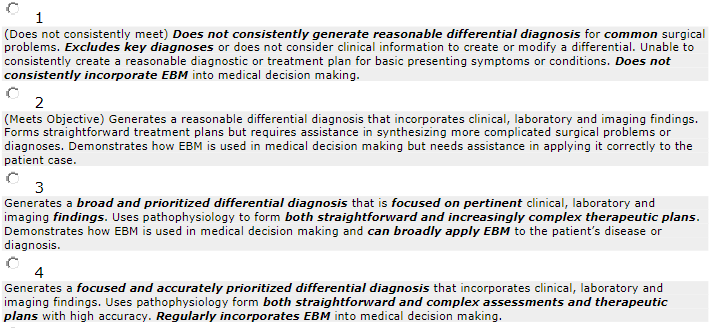 1
(Does not consistently meet) Does not consistently generate reasonable differential diagnosis for common surgical
problems. Excludes key diagnoses or does not consider clinical information to create or modify a differential. Unable to
consistently create a reasonable diagnostic or treatment plan for basic presenting symptoms or conditions. Does not
consistently incorporate EBM into medical decision making.
2
(Meets Objective) Generates a reasonable differential diagnosis that incorporates clinical, laboratory and imaging findings.
Forms straightforward treatment plans but requires assistance in synthesizing more complicated surgical problems or
diagnoses. Demonstrates how EBM is used in medical decision making but needs assistance in applying it correctly to the
patient case.
3
Generates a broad and prioritized differential diagnosis that is focused on pertinent clinical, laboratory and
imaging findings. Uses pathophysiology to form both straightforward and increasingly complex therapeutic plans.
Demonstrates how EBM is used in medical decision making and can broadly apply EBM to the patient's disease or
diagnosis.
4
Generates a focused and accurately prioritized differential diagnosis that incorporates clinical, laboratory and
imaging findings. Uses pathophysiology form both straightforward and complex assessments and therapeutic
plans with high accuracy. Regularly incorporates EBM into medical decision making.